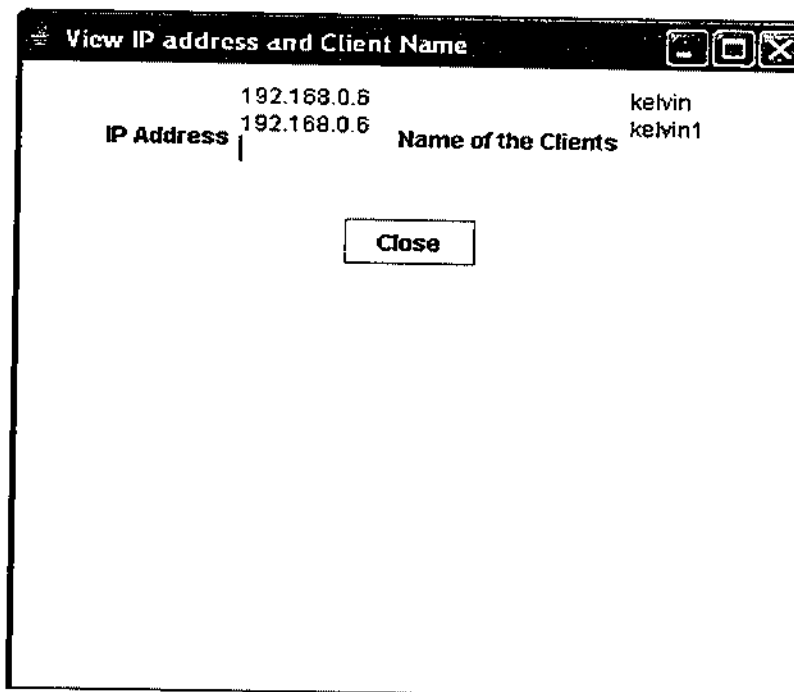 View IP address and Client Name
192.168.0.6 kelvin
192.168.0.6 kelvin1
IP Address Name of the Clients
Close